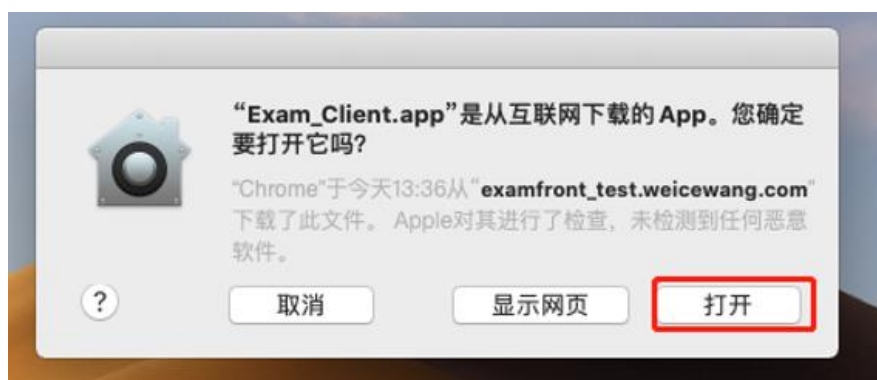 “Exam_Client.app”是从互联网下载的 App。您确定
要打开它吗?
“Chrome”于今天13:36从“examfront_test.weicewang.com”
下载了此文件。 Apple对其进行了检查，未检测到任何恶意
软件。
? 取消 显示网页 打开